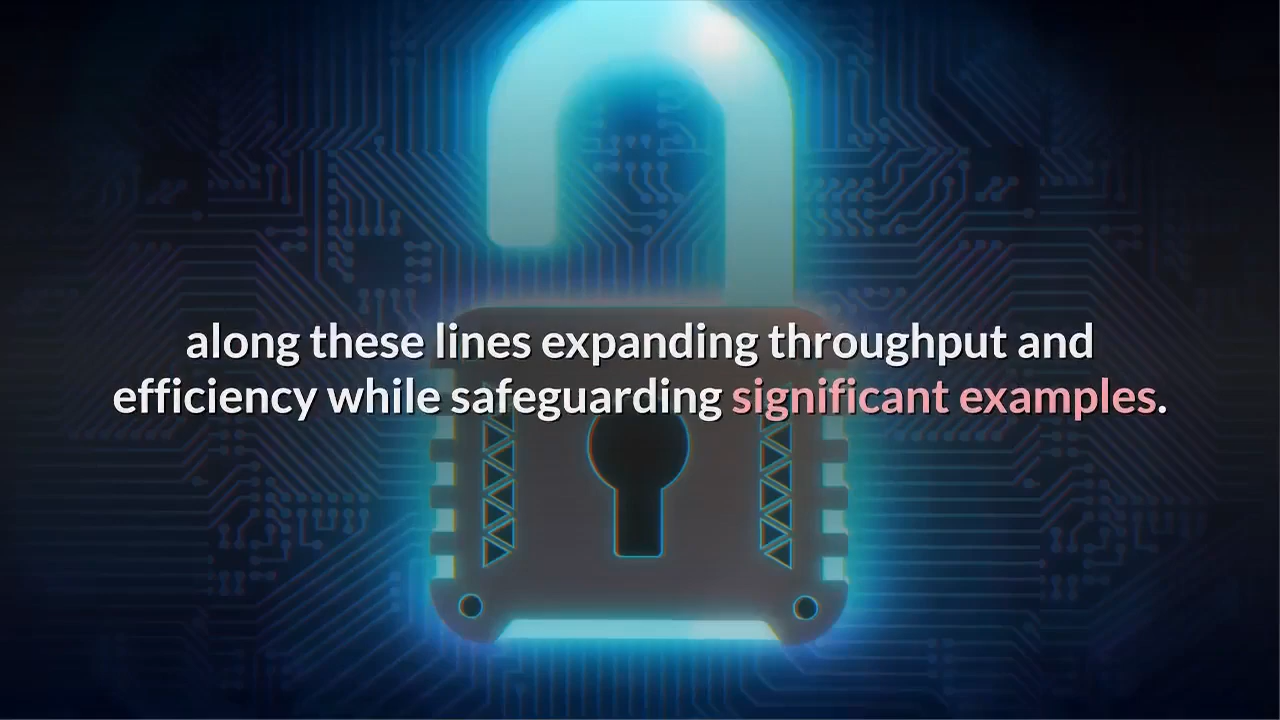 along these lines expanding throughput and
efficiency while safeguarding significant examples.